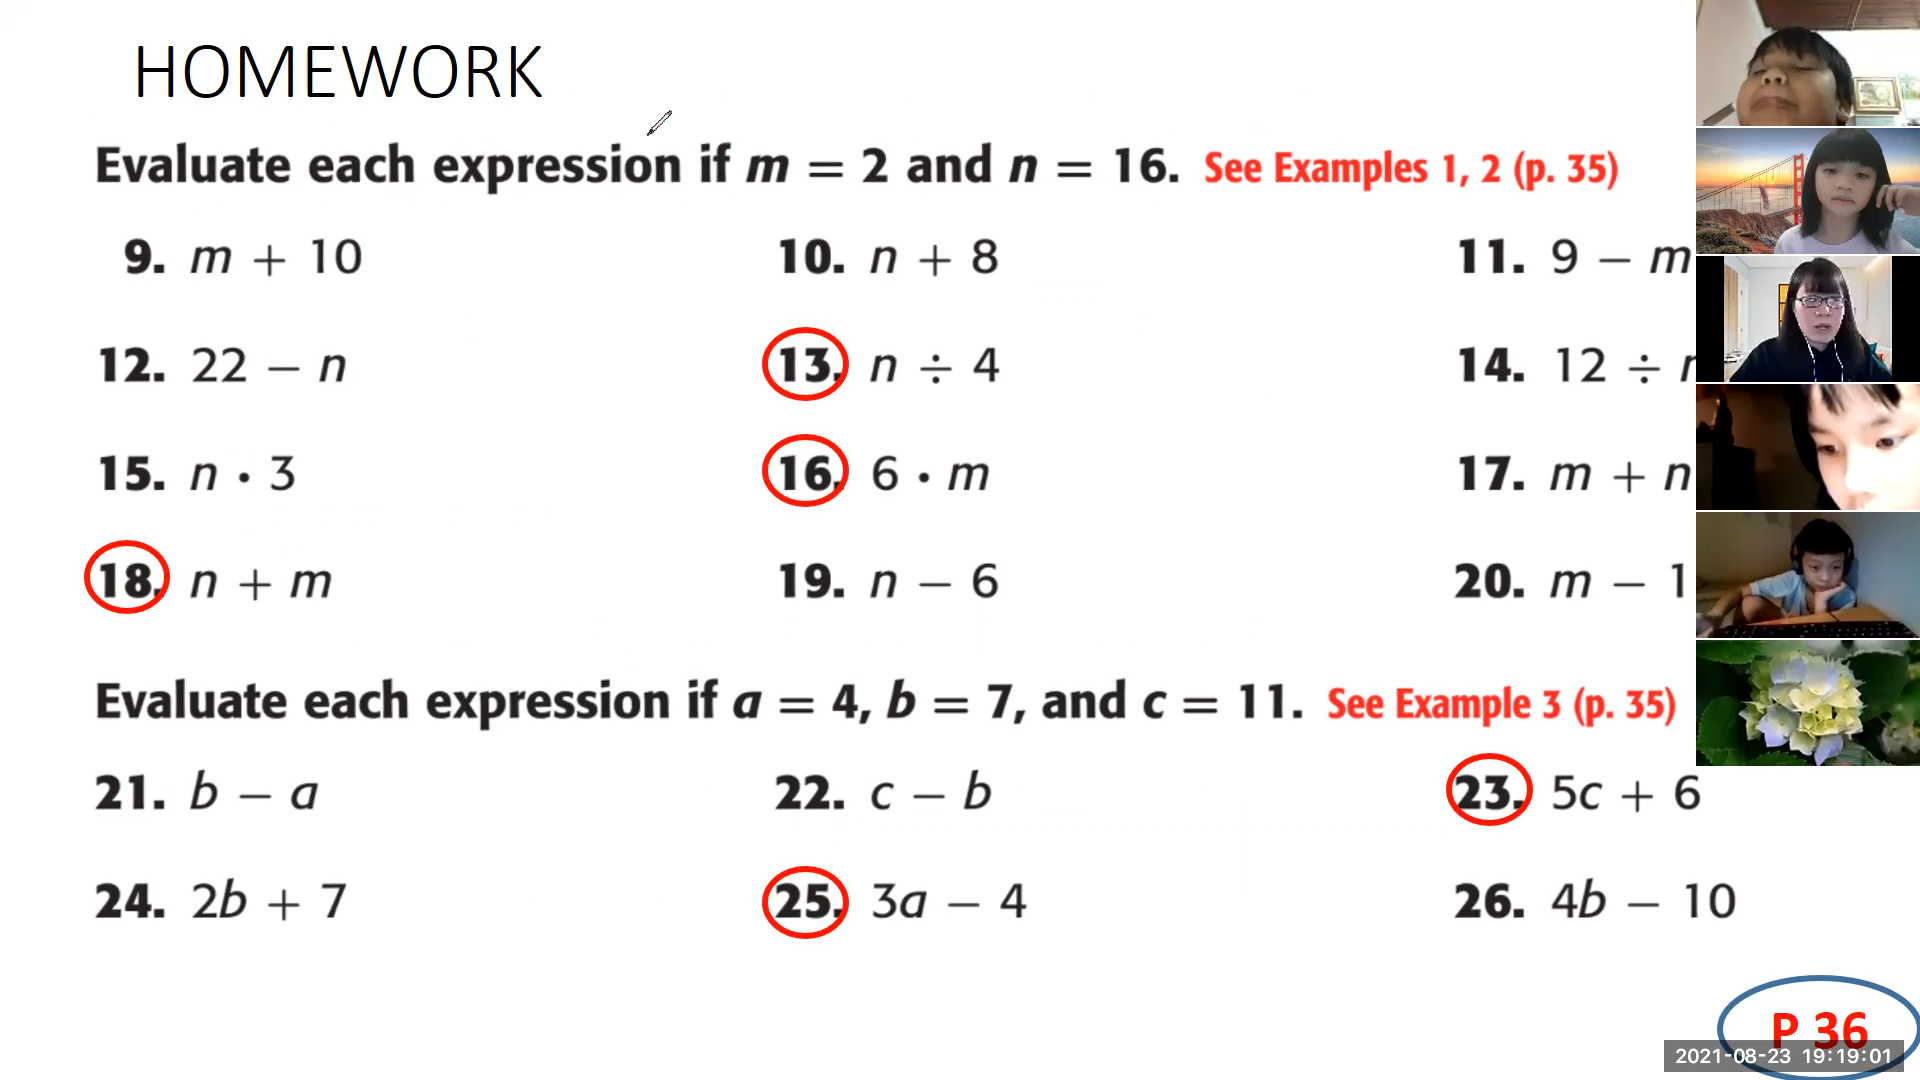 HOMEWORK
Evaluate each expression if m = 2 and n = 16. See Examples 1, 2 (p. 35)
9. m + 10 10. n + 8 11. 9 − m
12. 22 − n 13. n ÷ 4 14. 12 ÷
15. n · 3 16. 6 · m 17. m + n
18. n + m 19. n − 6 20. m − 1
Evaluate each expression if a = 4, b = 7, and c = 11. See Example 3 (p. 35)
21. b − a 22. c − b 23. 5c + 6
24. 2b + 7 25. 3a − 4 26. 4b − 10
P 36
2021-08-23 19:19:01